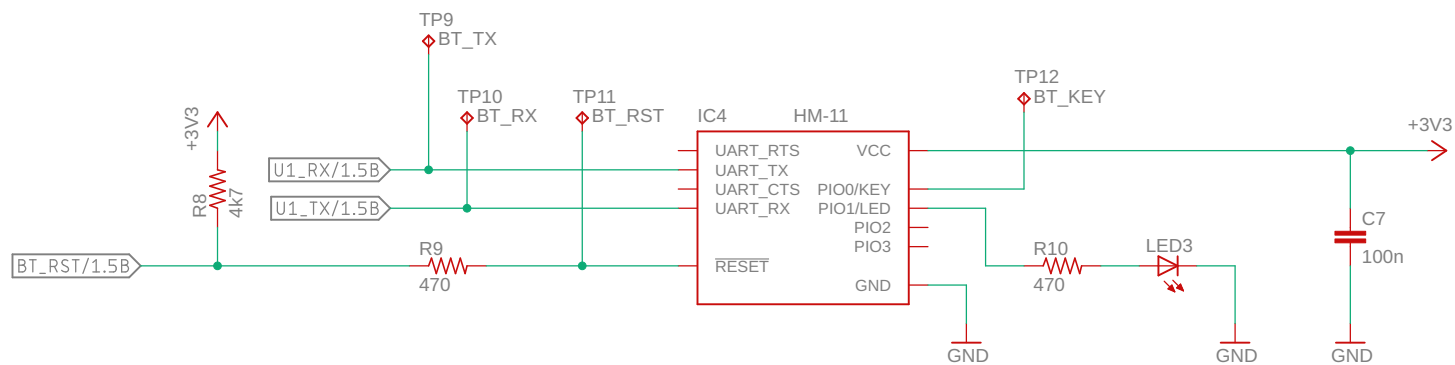 TP9
BT_TX
TP10
BT_RX
TP11
BT_RST
TP12
BT_KEY
IC4
HM-11
+3V3
+3V3
R8
4k7
U1_RX/1.5B
U1_TX/1.5B
BT_RST/1.5B
R9
470
UART_RTS
UART_TX
UART_CTS
UART_RX
RESET
VCC
PIO0/KEY
PIO1/LED
PIO2
PIO3
GND
R10
470
LED3
C7
100n
GND
GND
GND